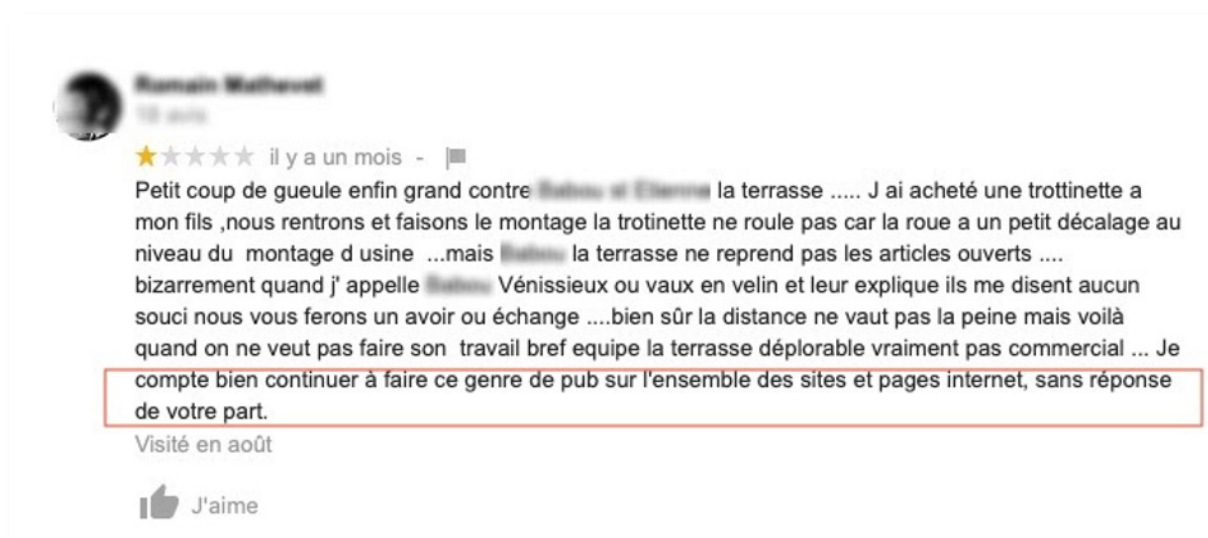 il y a un mois -
Petit coup de gueule enfin grand contre la terrasse ..... J ai acheté une trottinette a
mon fils ,nous rentrons et faisons le montage la trotinette ne roule pas car la roue a un petit décalage au
niveau du montage d usine ...mais la terrasse ne reprend pas les articles ouverts ....
bizarrement quand j' appelle Vénissieux ou vaux en velin et leur explique ils me disent aucun
souci nous vous ferons un avoir ou échange ....bien sûr la distance ne vaut pas la peine mais voilà
quand on ne veut pas faire son travail bref equipe la terrasse déplorable vraiment pas commercial ... Je
compte bien continuer à faire ce genre de pub sur l'ensemble des sites et pages internet, sans réponse
de votre part.
Visité en août
J'aime